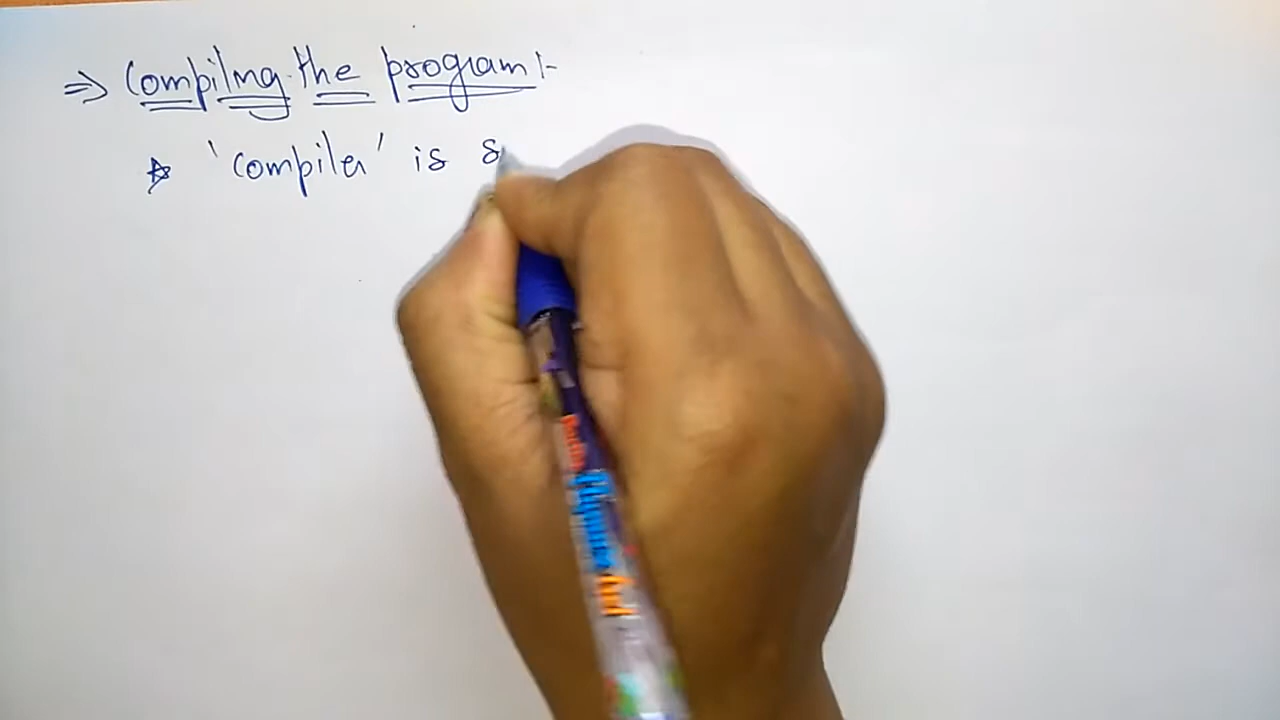 ⇒ Compiling the program:-
☆ 'compiler' is s